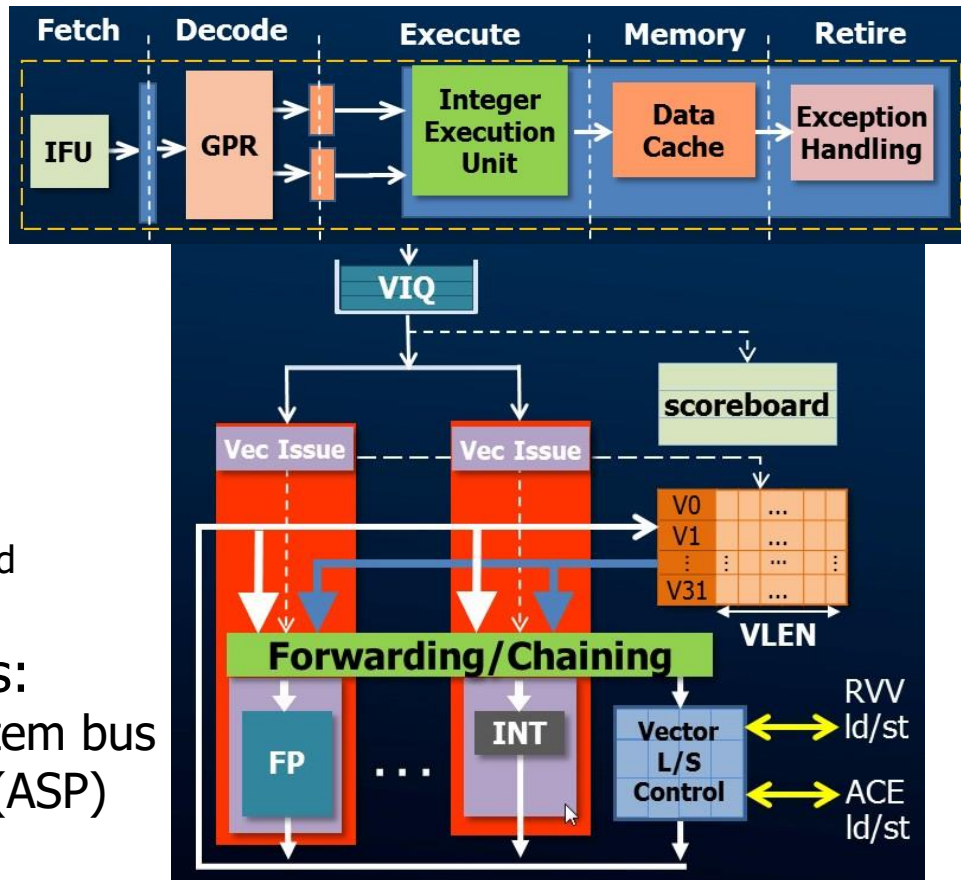 Fetch Decode Execute Memory Retire
IFU
GPR
Integer
Execution
Unit
Data
Cache
Exception
Handling
VIQ
scoreboard
Vec Issue
Vec Issue
V0 ...
V1 ...
⋮ ⋮ ... ⋮
V31 ...
VLEN
d
s:
Forwarding/Chaining
tem bus
(ASP)
FP
...
INT
Vector
L/S
Control
RVV
ld/st
ACE
ld/st